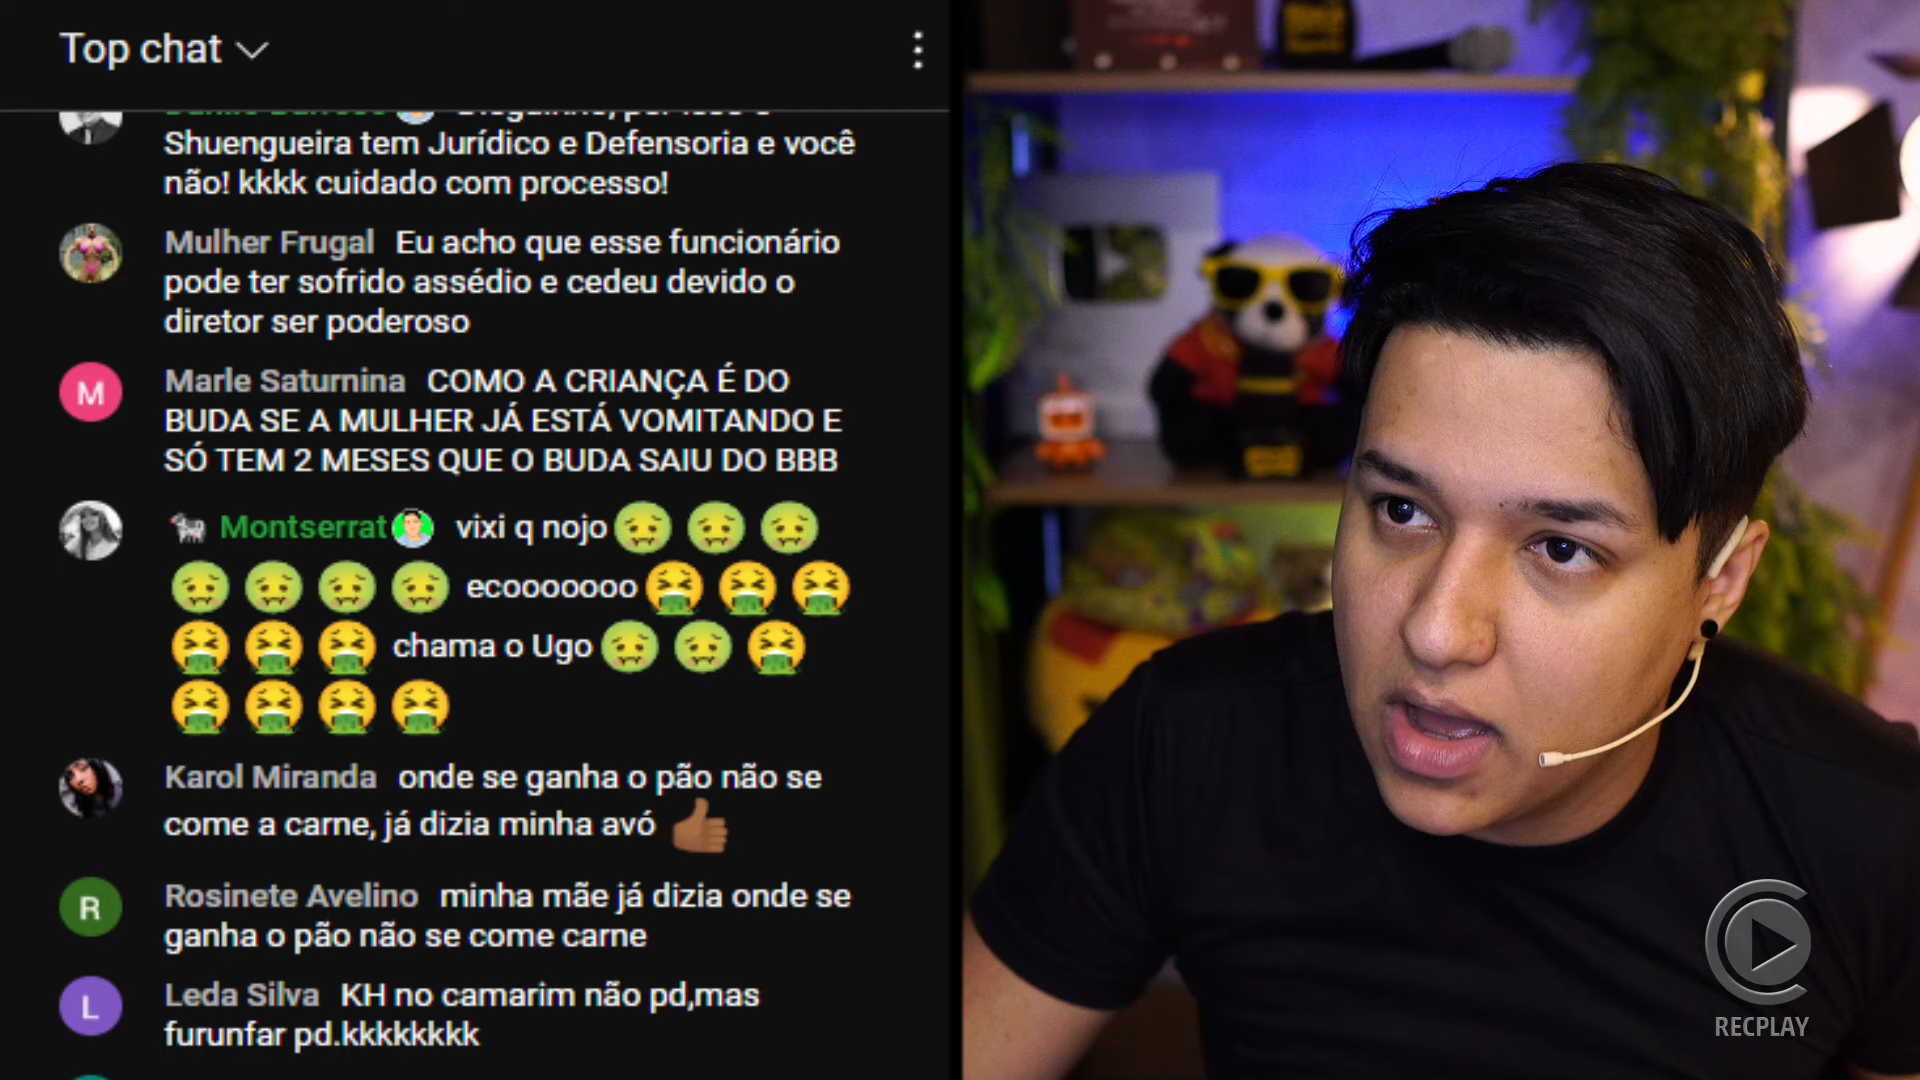 Top chat
Shuengueira tem Jurídico e Defensoria e você
não! kkkk cuidado com processo!
Mulher Frugal Eu acho que esse funcionário
pode ter sofrido assédio e cedeu devido o
diretor ser poderoso
M
Marle Saturnina COMO A CRIANÇA É DO
BUDA SE A MULHER JÁ ESTÁ VOMITANDO E
SÓ TEM 2 MESES QUE O BUDA SAIU DO BBB
Montserrat vixi q nojo
ecooooooo
chama o Ugo
Karol Miranda onde se ganha o pão não se
come a carne, já dizia minha avó
R
Rosinete Avelino minha mãe já dizia onde se
ganha o pão não se come carne
L
Leda Silva KH no camarim não pd,mas
furunfar pd.kkkkkkkk
RECPLAY